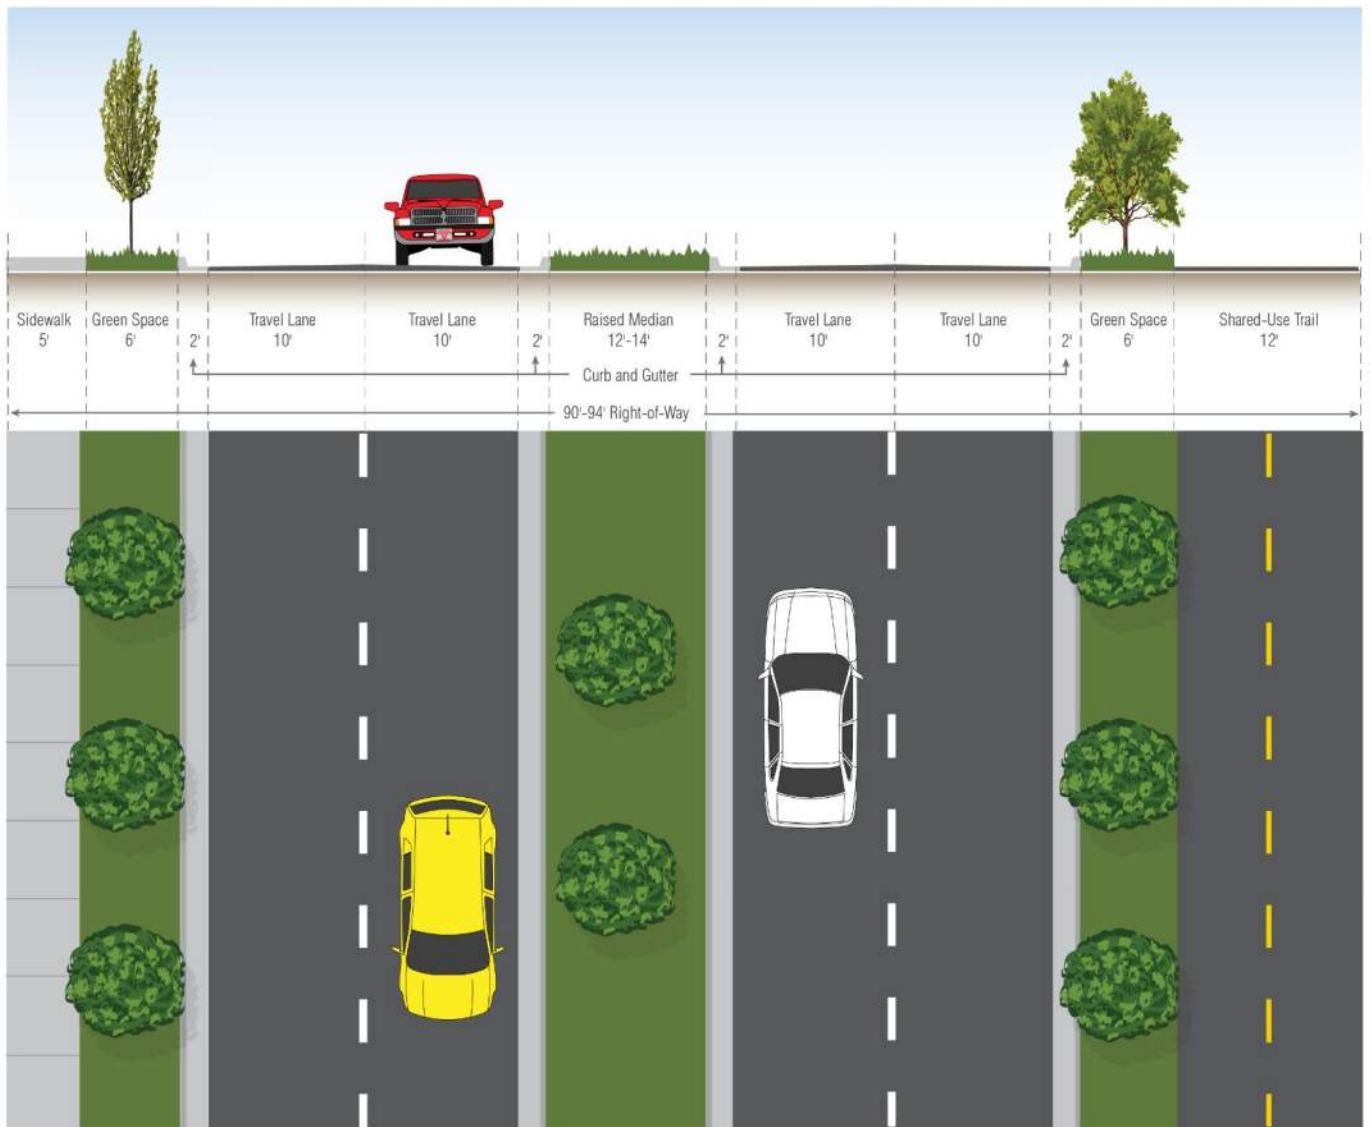 Sidewalk
5'
Green Space
6'
2'
Travel Lane
10'
Travel Lane
10'
2'
Raised Median
12'-14'
2'
Travel Lane
10'
Travel Lane
10'
2'
Green Space
6'
Shared-Use Trail
12'
Curb and Gutter
90'-94' Right-of-Way